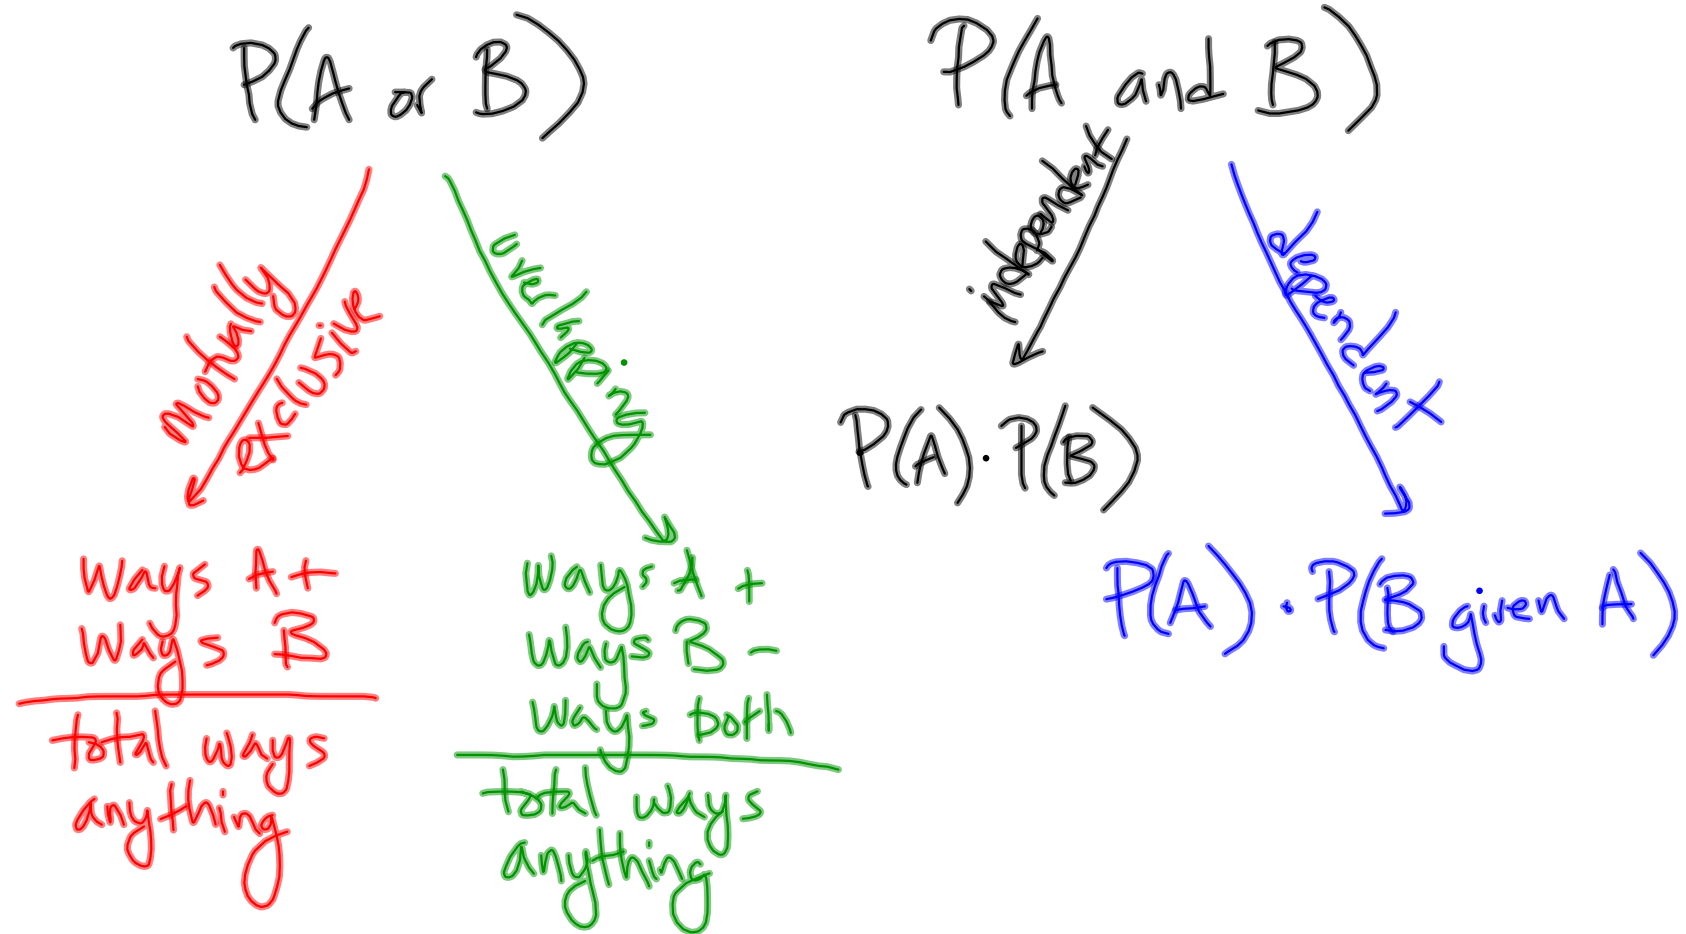 P(A or B)
Mutually
exclusive
Ways A +
Ways B
total ways
anything
overlapping
Ways A +
Ways B -
Ways both
total ways
anything
P(A and B)
independent
P(A) · P(B)
dependent
P(A) · P(B given A)